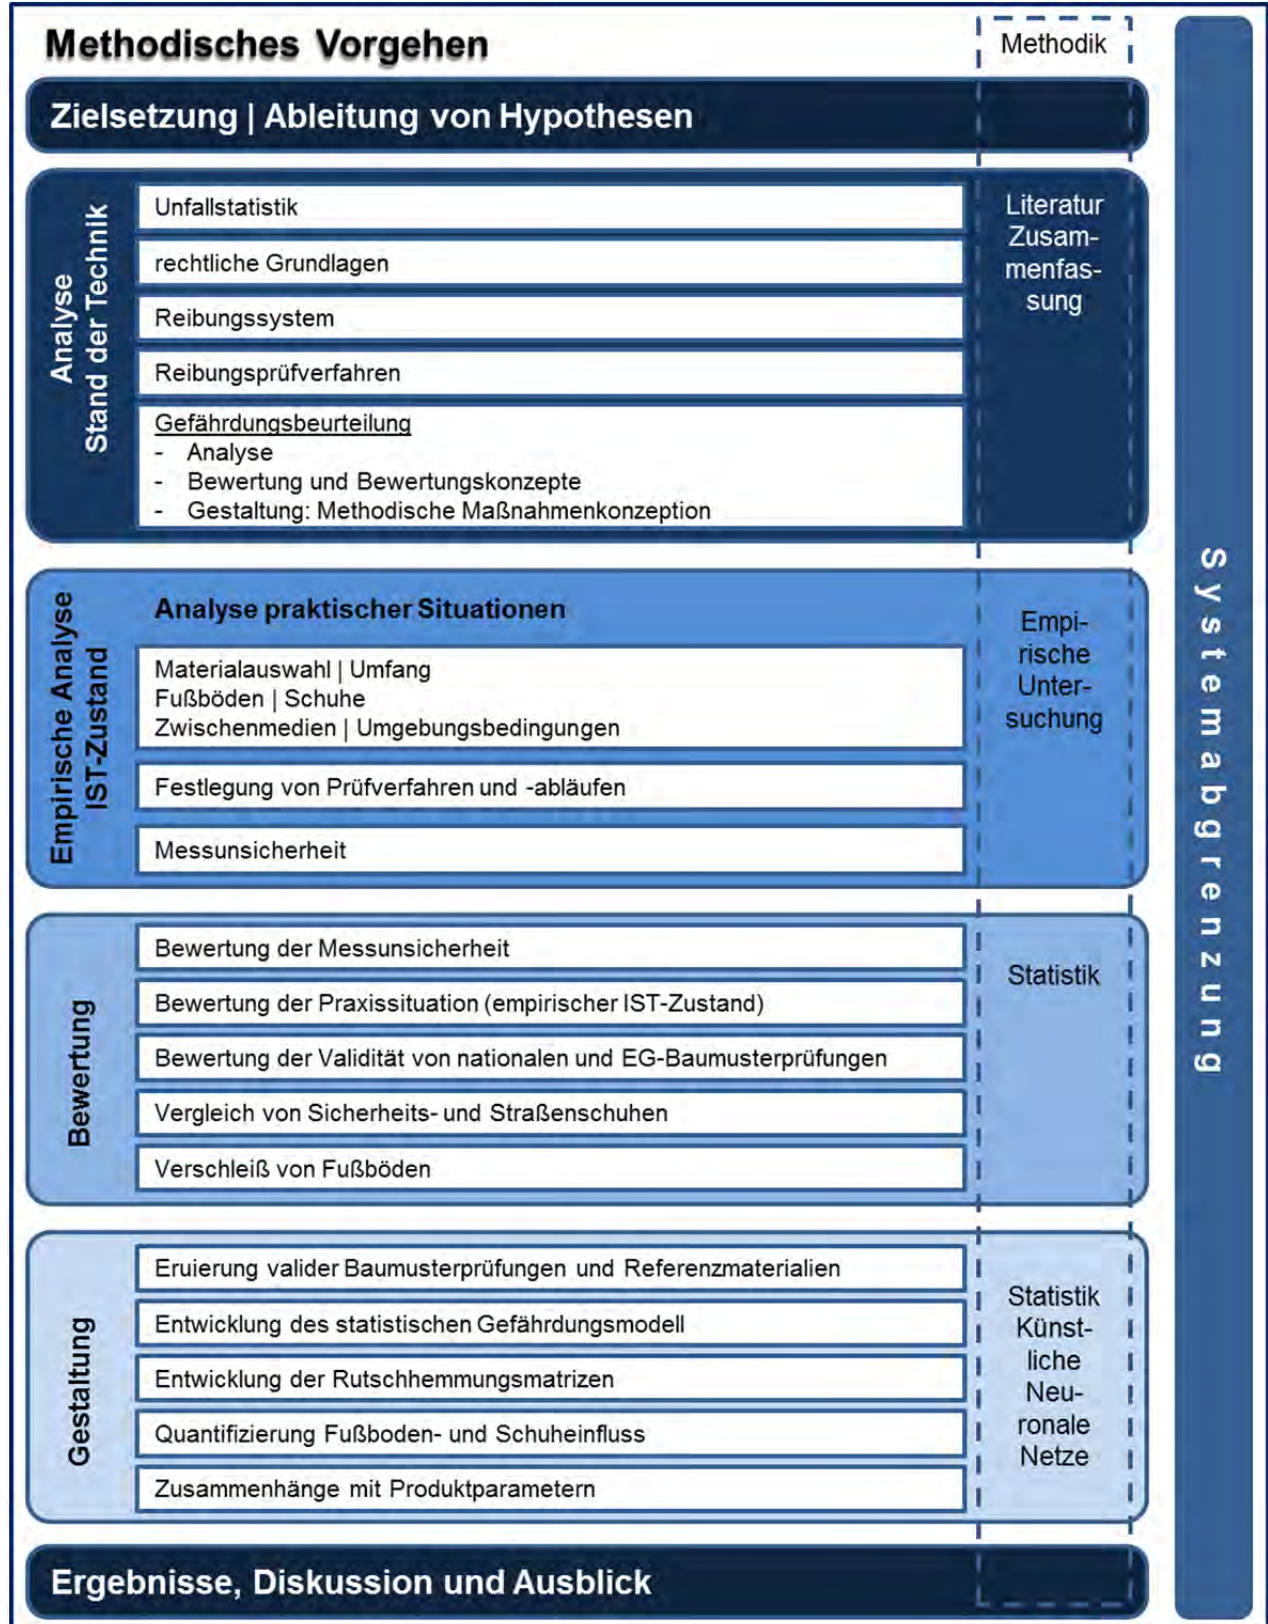 Methodisches Vorgehen
Methodik
Zielsetzung | Ableitung von Hypothesen
Analyse
Stand der Technik
Unfallstatistik
rechtliche Grundlagen
Reibungssystem
Reibungsprüfverfahren
Gefährdungsbeurteilung
- Analyse
- Bewertung und Bewertungskonzepte
- Gestaltung: Methodische Maßnahmenkonzeption
Literatur
Zusam-
menfas-
sung
Empirische Analyse
IST-Zustand
Analyse praktischer Situationen
Materialauswahl | Umfang
Fußböden | Schuhe
Zwischenmedien | Umgebungsbedingungen
Festlegung von Prüfverfahren und -abläufen
Messunsicherheit
Empi-
rische
Unter-
suchung
Bewertung
Bewertung der Messunsicherheit
Bewertung der Praxissituation (empirischer IST-Zustand)
Bewertung der Validität von nationalen und EG-Baumusterprüfungen
Vergleich von Sicherheits- und Straßenschuhen
Verschleiß von Fußböden
Statistik
Gestaltung
Eruierung valider Baumusterprüfungen und Referenzmaterialien
Entwicklung des statistischen Gefährdungsmodell
Entwicklung der Rutschhemmungsmatrizen
Quantifizierung Fußboden- und Schuheinfluss
Zusammenhänge mit Produktparametern
Statistik
Künst-
liche
Neu-
ronale
Netze
Ergebnisse, Diskussion und Ausblick
Systemabgrenzung